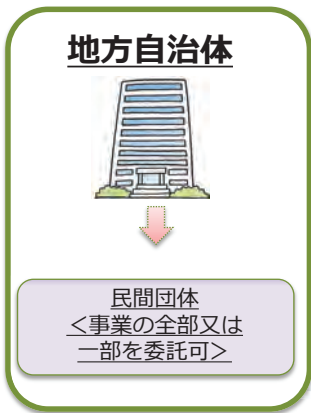 地方自治体
民間団体
<事業の全部又は
一部を委託可>